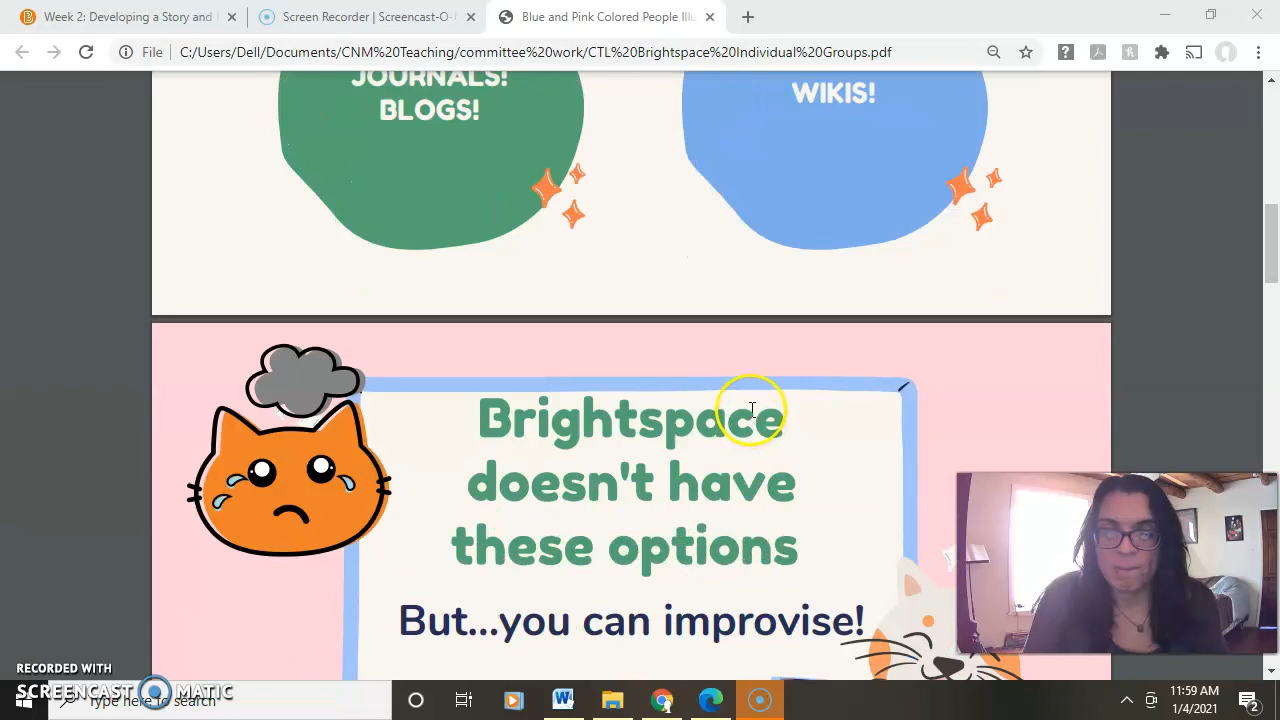 Week 2: Developing a Story and
Screen Recorder | Screencast-O-
Blue and Pink Colored People Illu
File
C:/Users/Dell/Documents/CNM%20Teaching/committee%20work/CTL%20Brightspace%20Individual%20Groups.pdf
JOURNALS!
BLOGS!
WIKIS!
Brightspace
doesn't have
these options
But...you can improvise!
RECORDED WITH
SCREENCAST MATIC
Type here to search
11:59 AM
1/4/2021
2